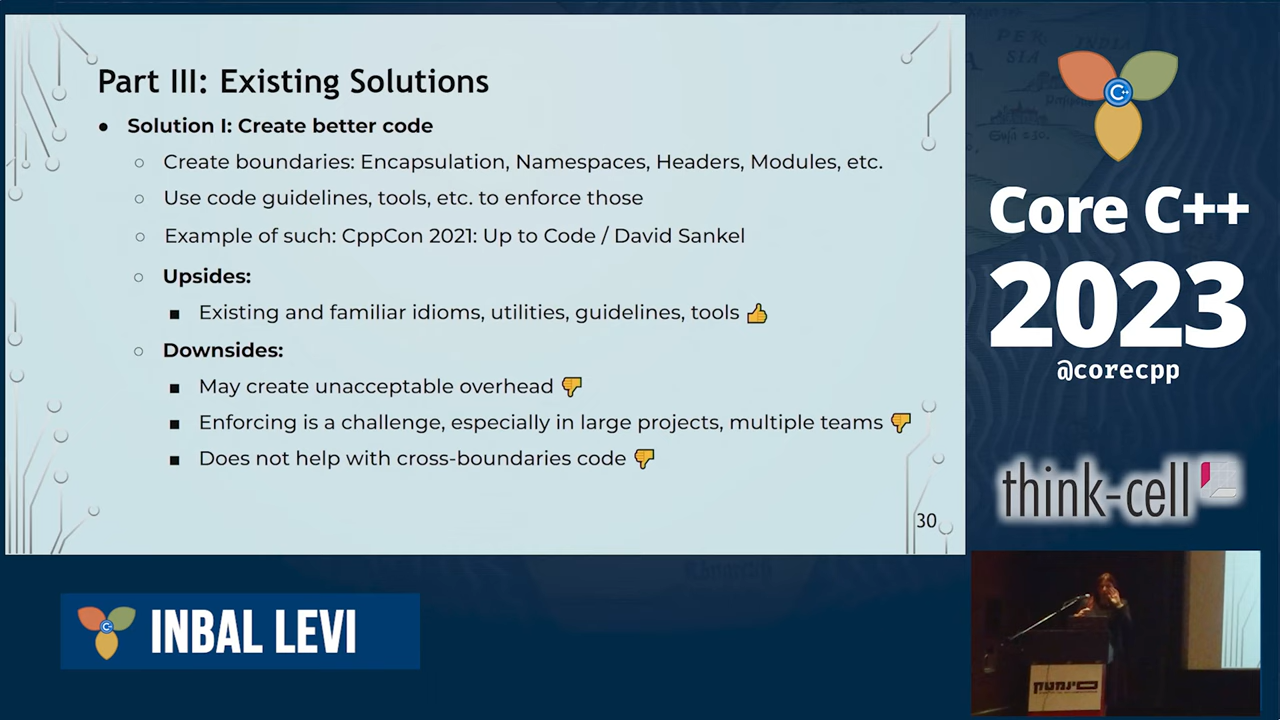 Part III: Existing Solutions
● Solution I: Create better code
○ Create boundaries: Encapsulation, Namespaces, Headers, Modules, etc.
○ Use code guidelines, tools, etc. to enforce those
○ Example of such: CppCon 2021: Up to Code / David Sankel
○ Upsides:
■ Existing and familiar idioms, utilities, guidelines, tools 👍
○ Downsides:
■ May create unacceptable overhead 👎
■ Enforcing is a challenge, especially in large projects, multiple teams 👎
■ Does not help with cross-boundaries code 👎
30
C++
Core C++
2023
@corecpp
think-cell
C++
INBAL LEVI
סינמטק